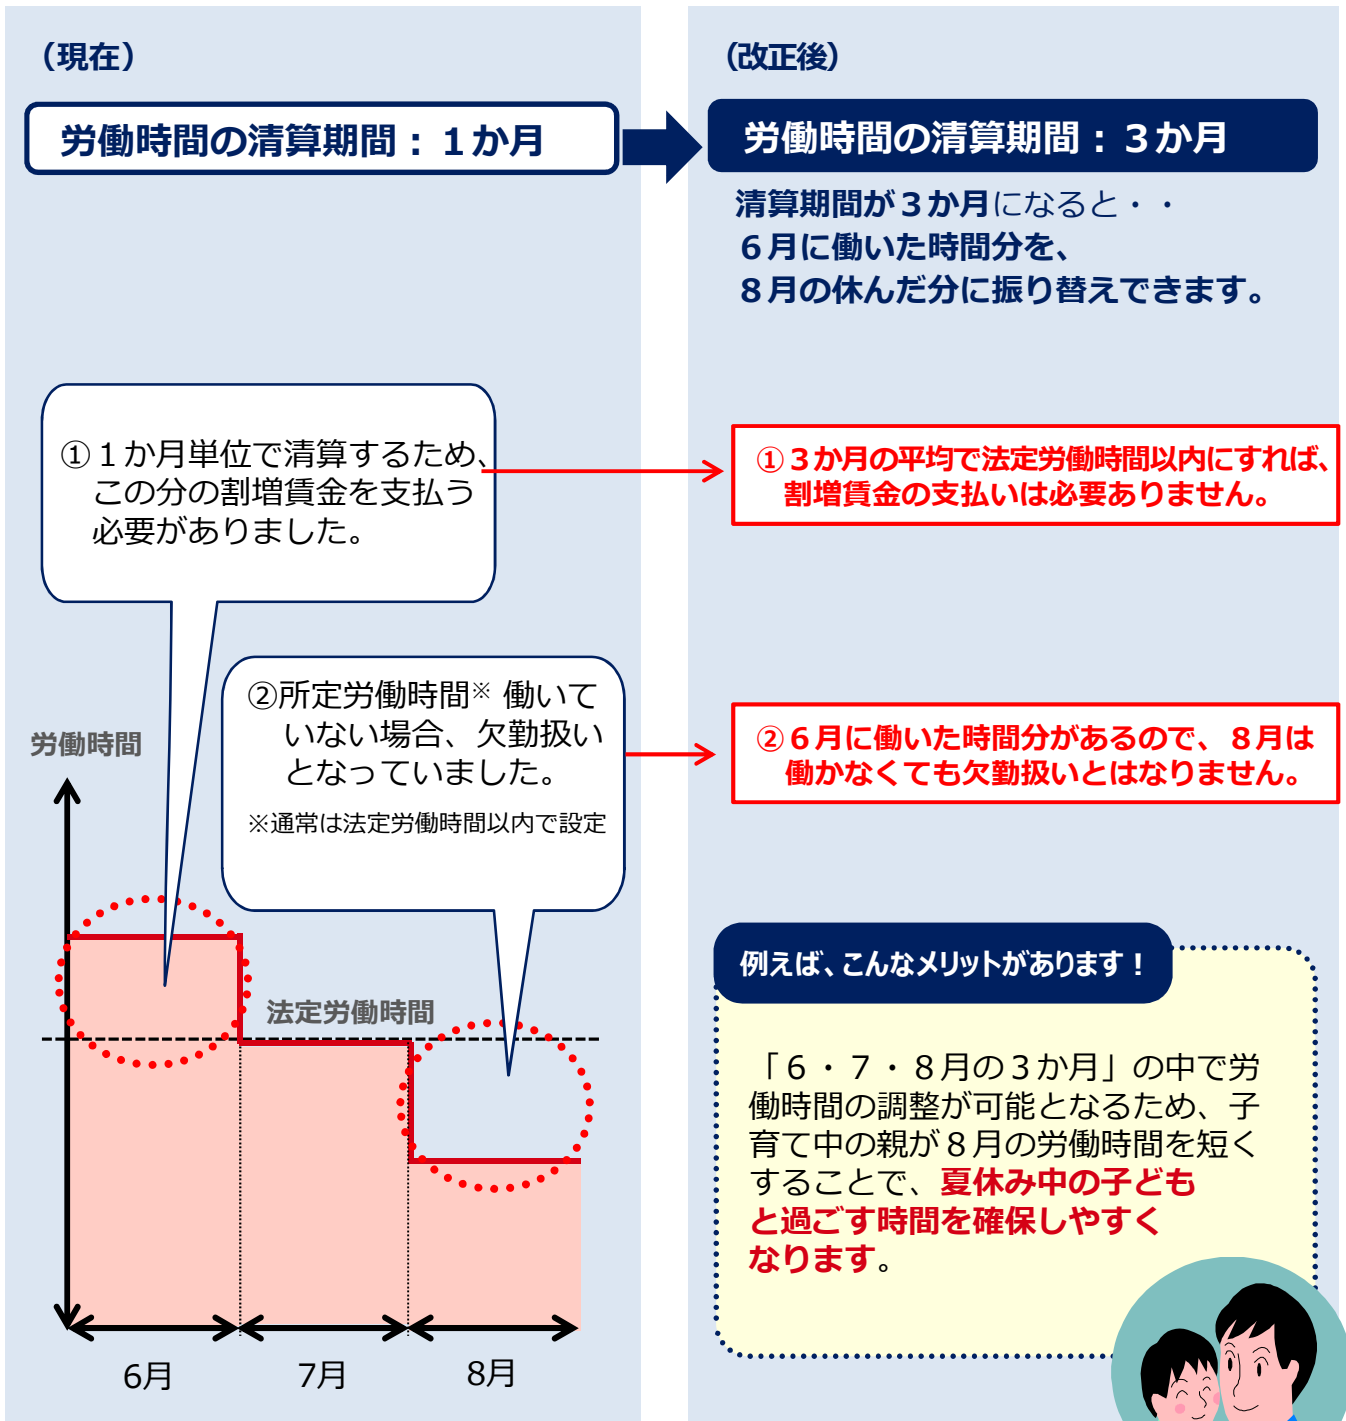 （現在）
労働時間の清算期間：１か月
①１か月単位で清算するため、
この分の割増賃金を支払う
必要がありました。
②所定労働時間※ 働いて
いない場合、欠勤扱い
となっていました。
※通常は法定労働時間以内で設定
労働時間
法定労働時間
6月
7月
8月
（改正後）
労働時間の清算期間：３か月
清算期間が３か月になると・・
６月に働いた時間分を、
８月の休んだ分に振り替えできます。
①３か月の平均で法定労働時間以内にすれば、
割増賃金の支払いは必要ありません。
②６月に働いた時間分があるので、８月は
働かなくても欠勤扱いとはなりません。
例えば、こんなメリットがあります！
「６・７・８月の３か月」の中で労
働時間の調整が可能となるため、子
育て中の親が８月の労働時間を短く
することで、夏休み中の子ども
と過ごす時間を確保しやすく
なります。